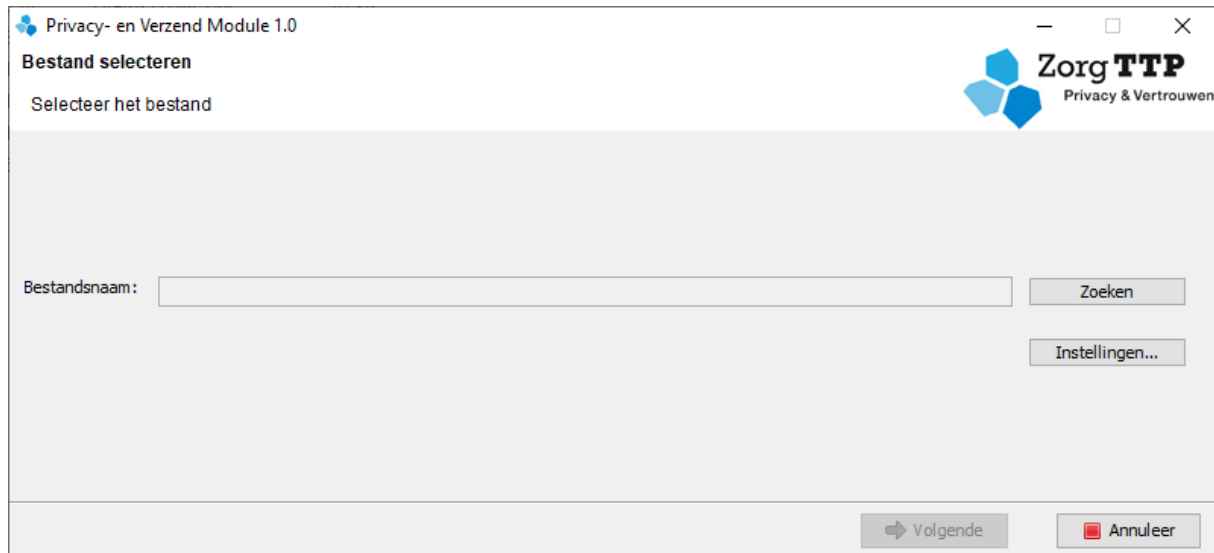 Privacy- en Verzend Module 1.0
Bestand selecteren
Selecteer het bestand
Zorg TTP
Privacy & Vertrouwen
Bestandsnaam:
Zoeken
Instellingen...
Volgende
Annuleer